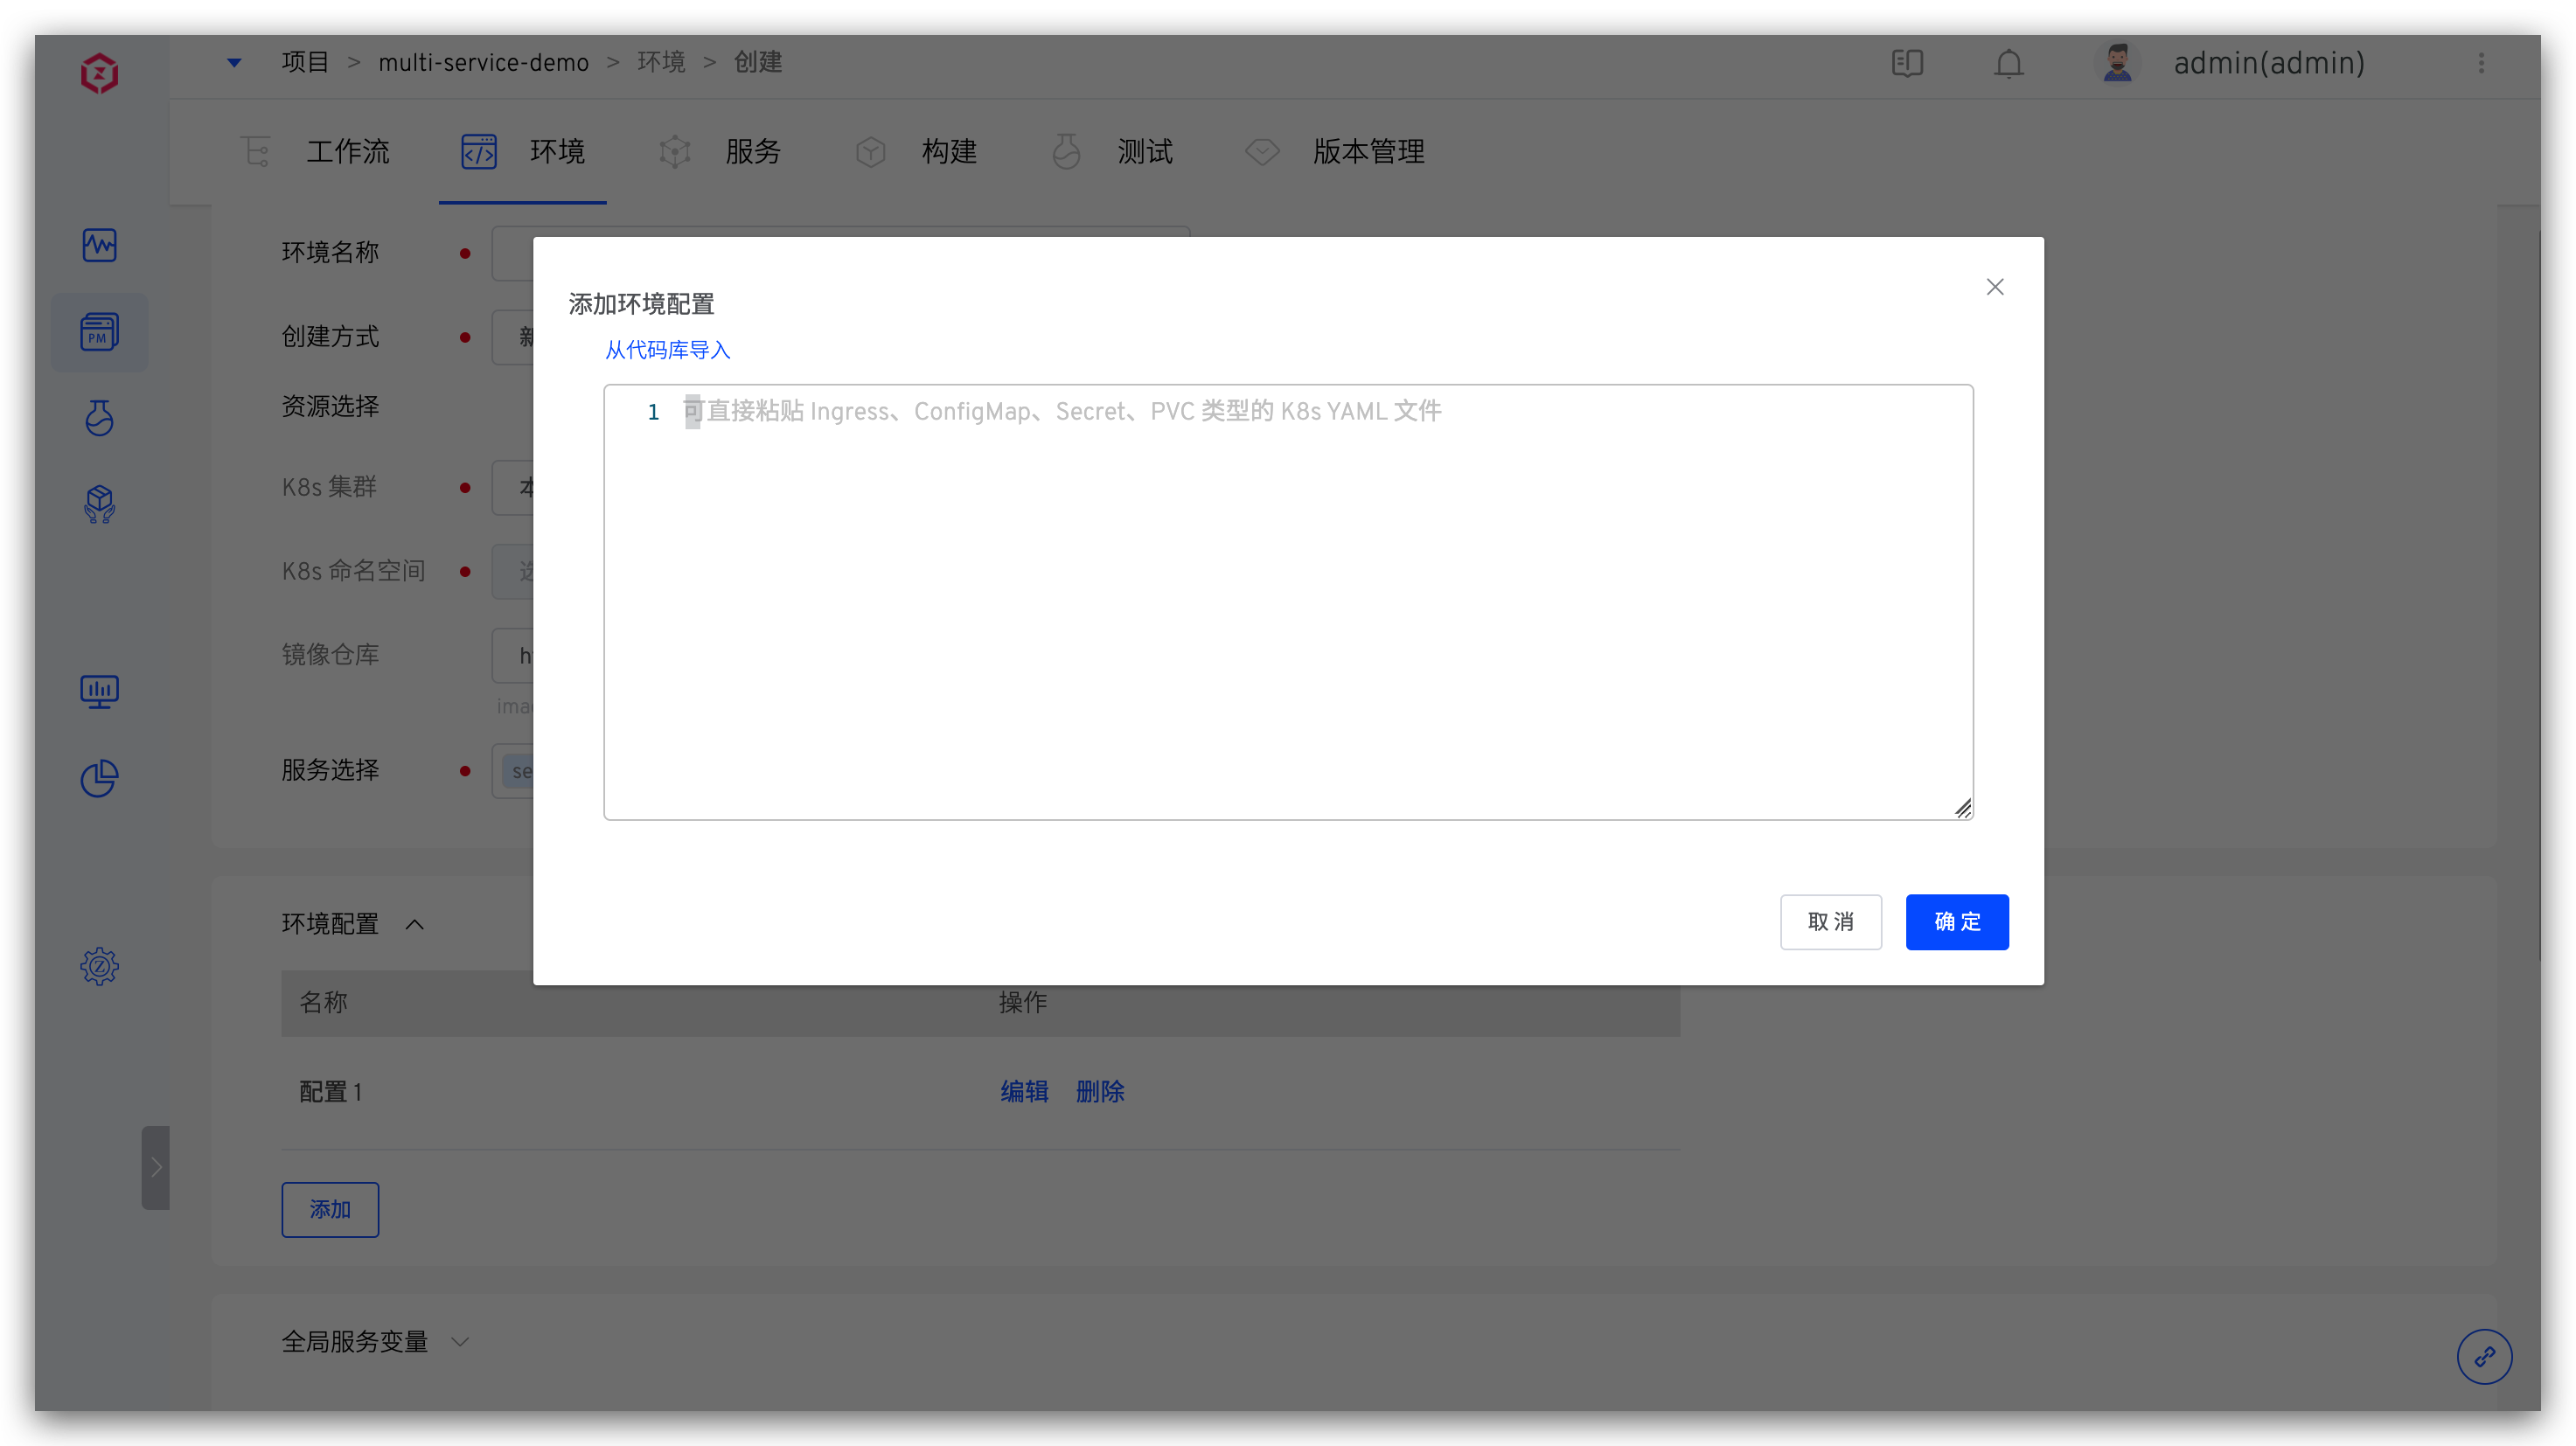 项目 > multi-service-demo > 环境 > 创建
admin(admin)
工作流 环境 服务 构建 测试 版本管理
PM
环境名称
创建方式
资源选择
K8s 集群
K8s 命名空间
镜像仓库
服务选择
se
添加环境配置
从代码库导入
1 可直接粘贴 Ingress、ConfigMap、Secret、PVC 类型的 K8s YAML 文件
取消 确定
环境配置
名称 操作
配置 1 编辑 删除
添加
全局服务变量